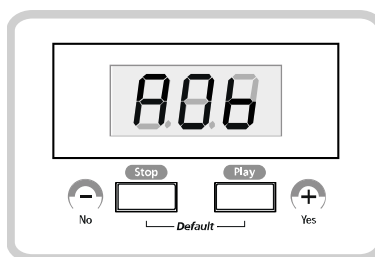 A0b
Stop Play
− +
No Default Yes